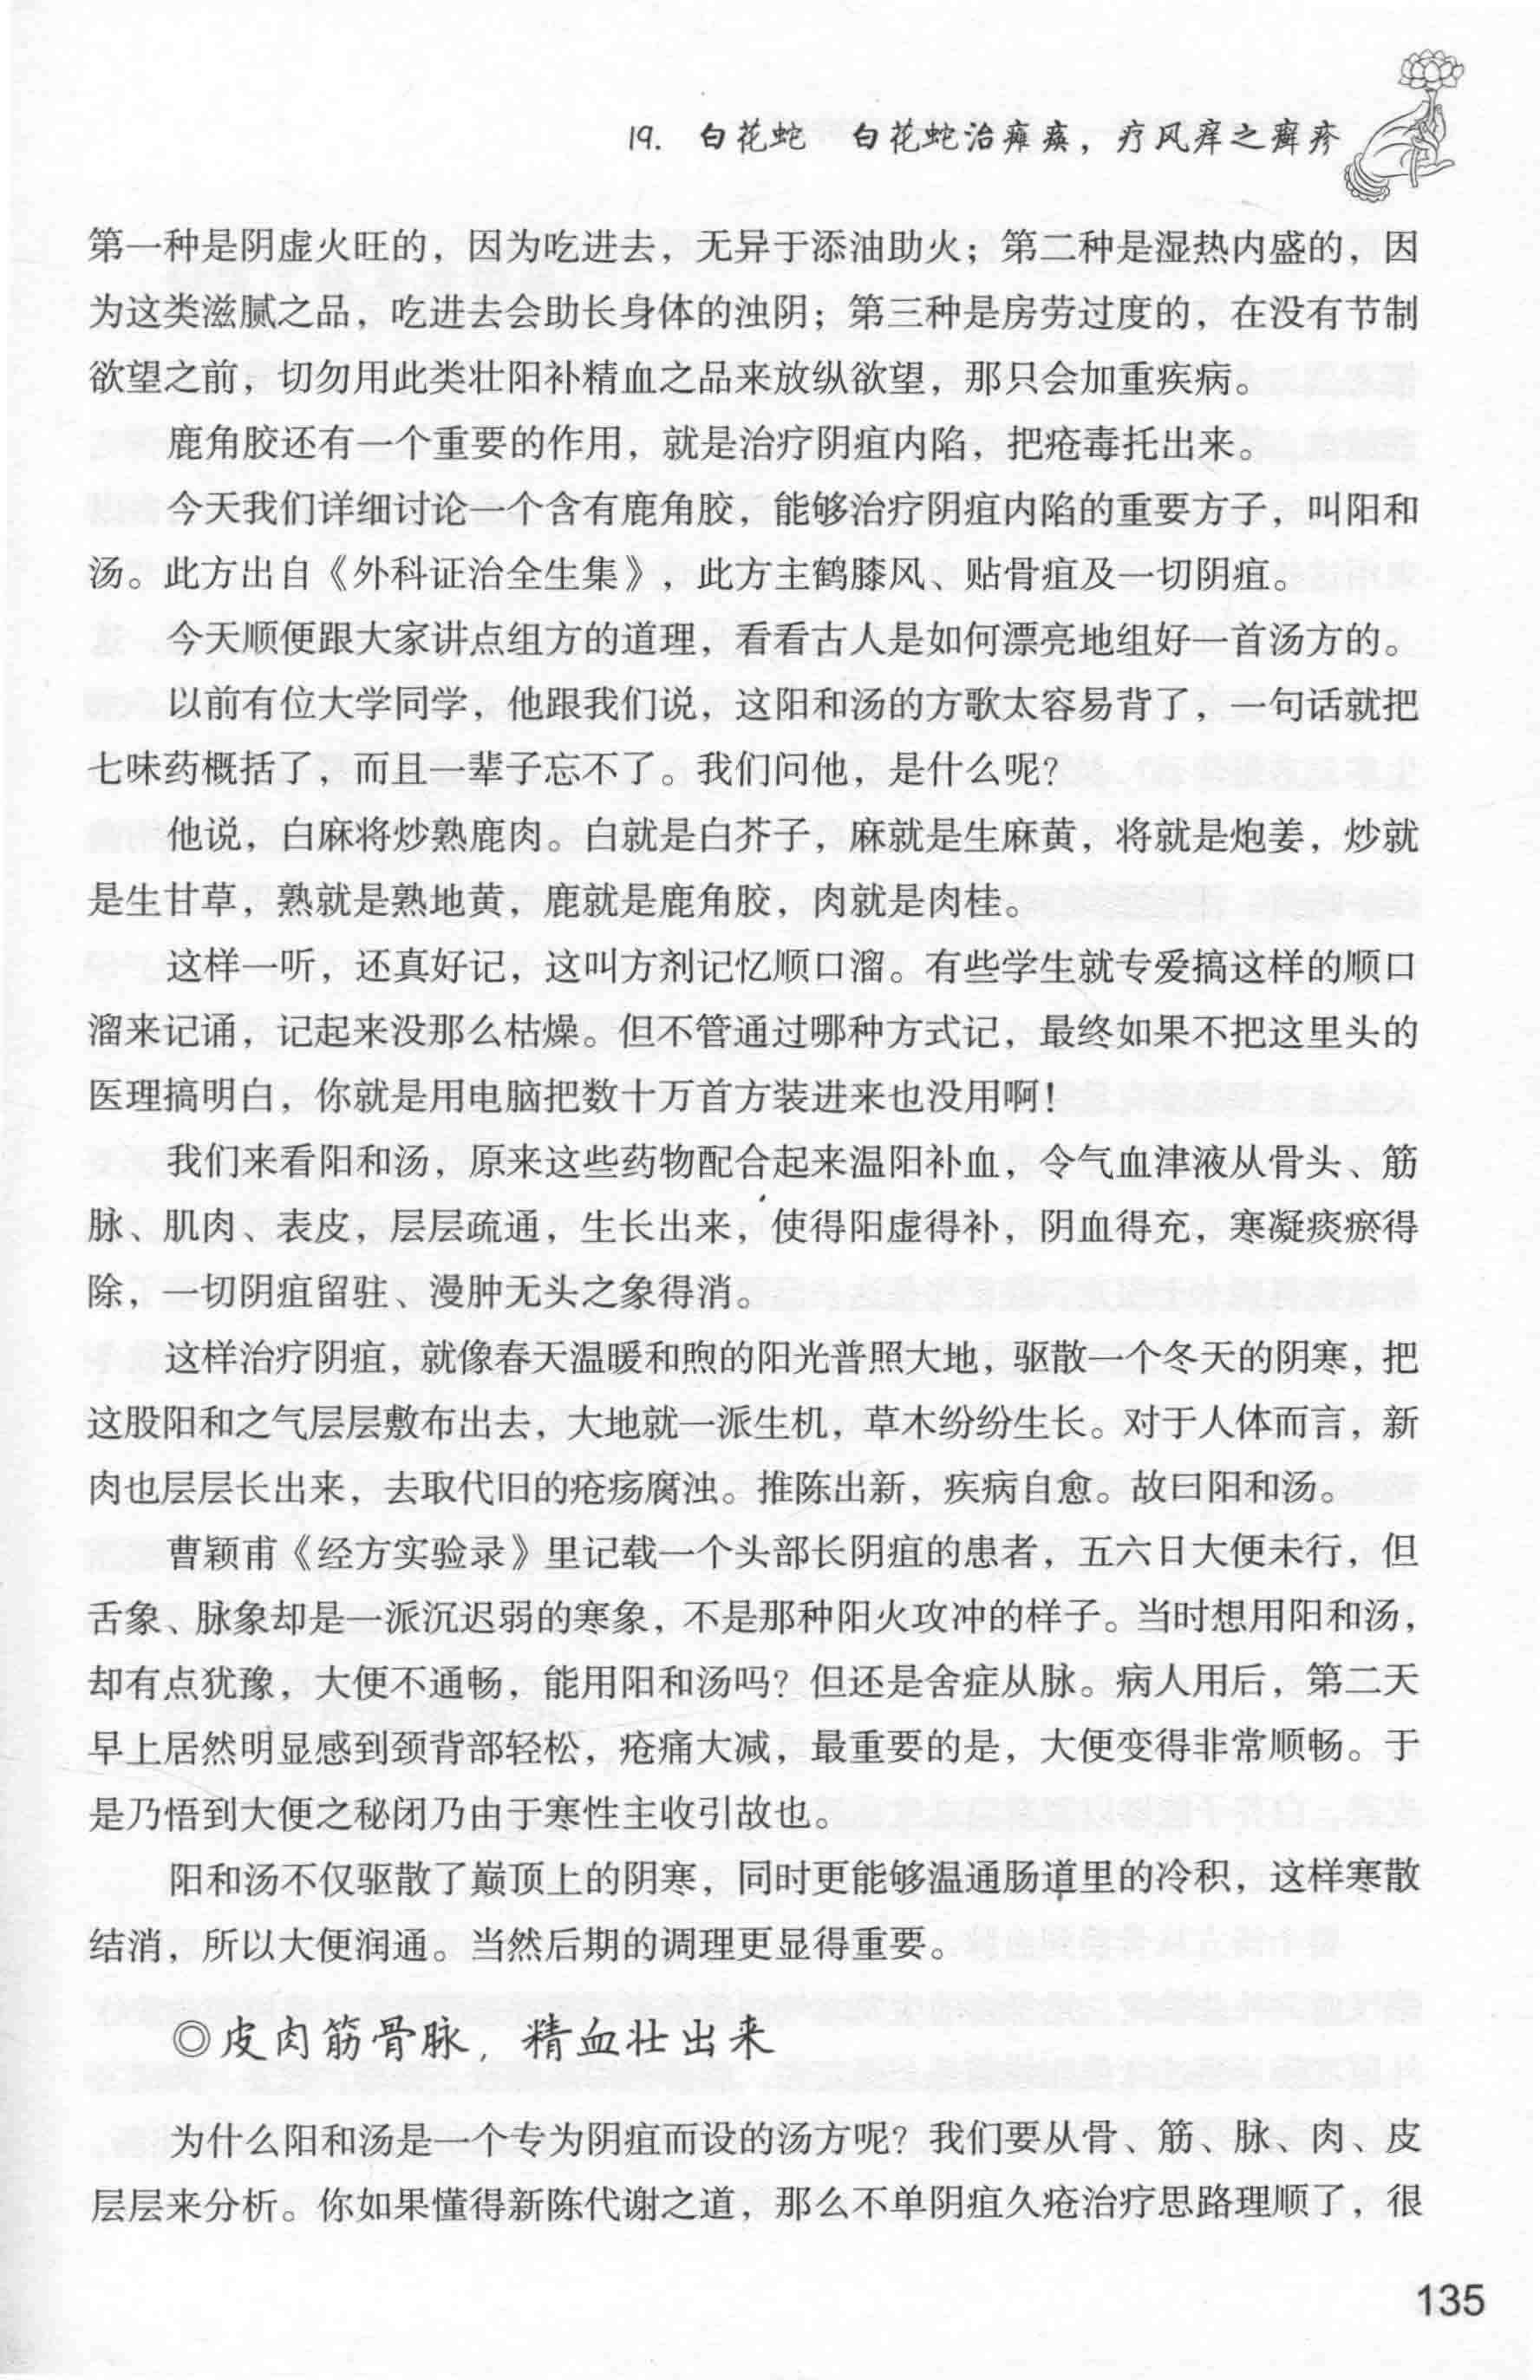 19. 白花蛇　白花蛇治瘫痪，疗风痒之癣疹
第一种是阴虚火旺的，因为吃进去，无异于添油助火；第二种是湿热内盛的，因
为这类滋腻之品，吃进去会助长身体的浊阴；第三种是房劳过度的，在没有节制
欲望之前，切勿用此类壮阳补精血之品来放纵欲望，那只会加重疾病。
鹿角胶还有一个重要的作用，就是治疗阴疽内陷，把疮毒托出来。
今天我们详细讨论一个含有鹿角胶，能够治疗阴疽内陷的重要方子，叫阳和
汤。此方出自《外科证治全生集》，此方主鹤膝风、贴骨疽及一切阴疽。
今天顺便跟大家讲点组方的道理，看看古人是如何漂亮地组好一首汤方的。
以前有位大学同学，他跟我们说，这阳和汤的方歌太容易背了，一句话就把
七味药概括了，而且一辈子忘不了。我们问他，是什么呢？
他说，白麻将炒熟鹿肉。白就是白芥子，麻就是生麻黄，将就是炮姜，炒就
是生甘草，熟就是熟地黄，鹿就是鹿角胶，肉就是肉桂。
这样一听，还真好记，这叫方剂记忆顺口溜。有些学生就专爱搞这样的顺口
溜来记诵，记起来没那么枯燥。但不管通过哪种方式记，最终如果不把这里头的
医理搞明白，你就是用电脑把数十万首方装进来也没用啊！
我们来看阳和汤，原来这些药物配合起来温阳补血，令气血津液从骨头、筋
脉、肌肉、表皮，层层疏通，生长出来，使得阳虚得补，阴血得充，寒凝痰瘀得
除，一切阴疽留驻、漫肿无头之象得消。
这样治疗阴疽，就像春天温暖和煦的阳光普照大地，驱散一个冬天的阴寒，把
这股阳和之气层层敷布出去，大地就一派生机，草木纷纷生长。对于人体而言，新
肉也层层长出来，去取代旧的疮疡腐浊。推陈出新，疾病自愈。故曰阳和汤。
曹颖甫《经方实验录》里记载一个头部长阴疽的患者，五六日大便未行，但
舌象、脉象却是一派沉迟弱的寒象，不是那种阳火攻冲的样子。当时想用阳和汤，
却有点犹豫，大便不通畅，能用阳和汤吗？但还是舍症从脉。病人用后，第二天
早上居然明显感到颈背部轻松，疮痛大减，最重要的是，大便变得非常顺畅。于
是乃悟到大便之秘闭乃由于寒性主收引故也。
阳和汤不仅驱散了巅顶上的阴寒，同时更能够温通肠道里的冷积，这样寒散
结消，所以大便润通。当然后期的调理更显得重要。
◎皮肉筋骨脉，精血壮出来
为什么阳和汤是一个专为阴疽而设的汤方呢？我们要从骨、筋、脉、肉、皮
层层来分析。你如果懂得新陈代谢之道，那么不单阴疽久疮治疗思路理顺了，很
135